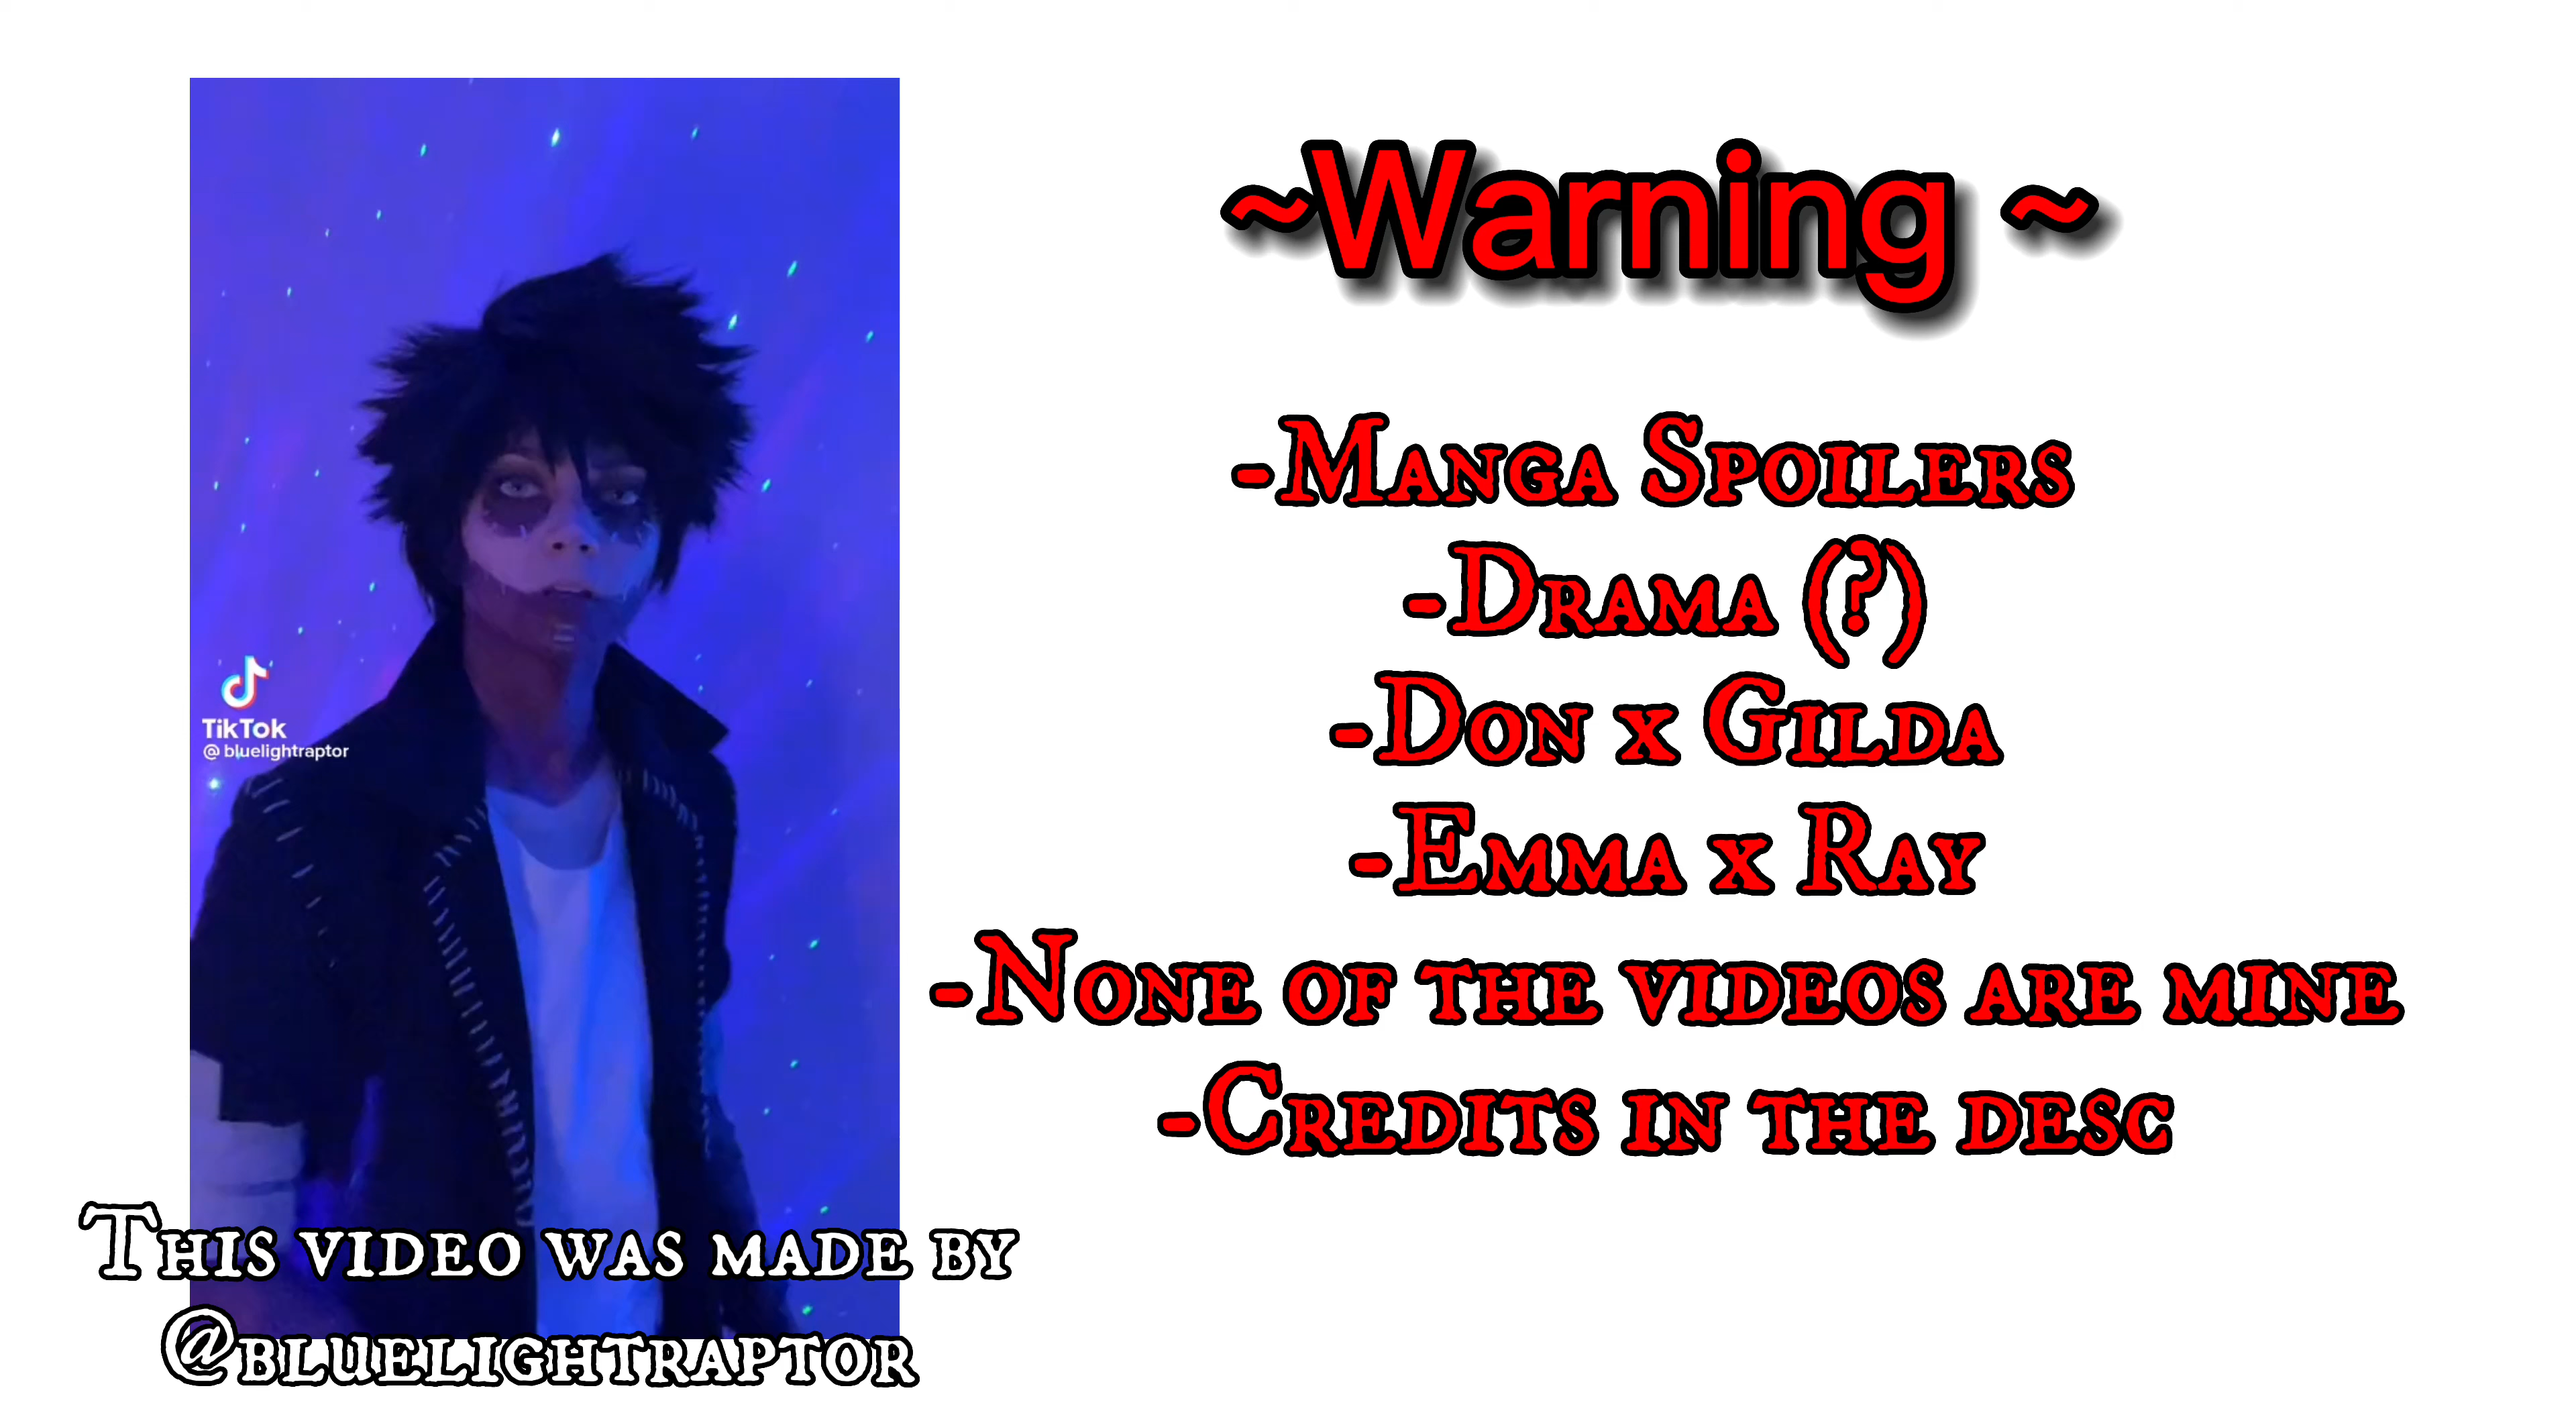 ~Warning ~
-Manga Spoilers
-Drama (?)
-Don x Gilda
-Emma x Ray
-None of the videos are mine
-Credits in the desc
TikTok
@bluelightraptor
This video was made by
@bluelightraptor